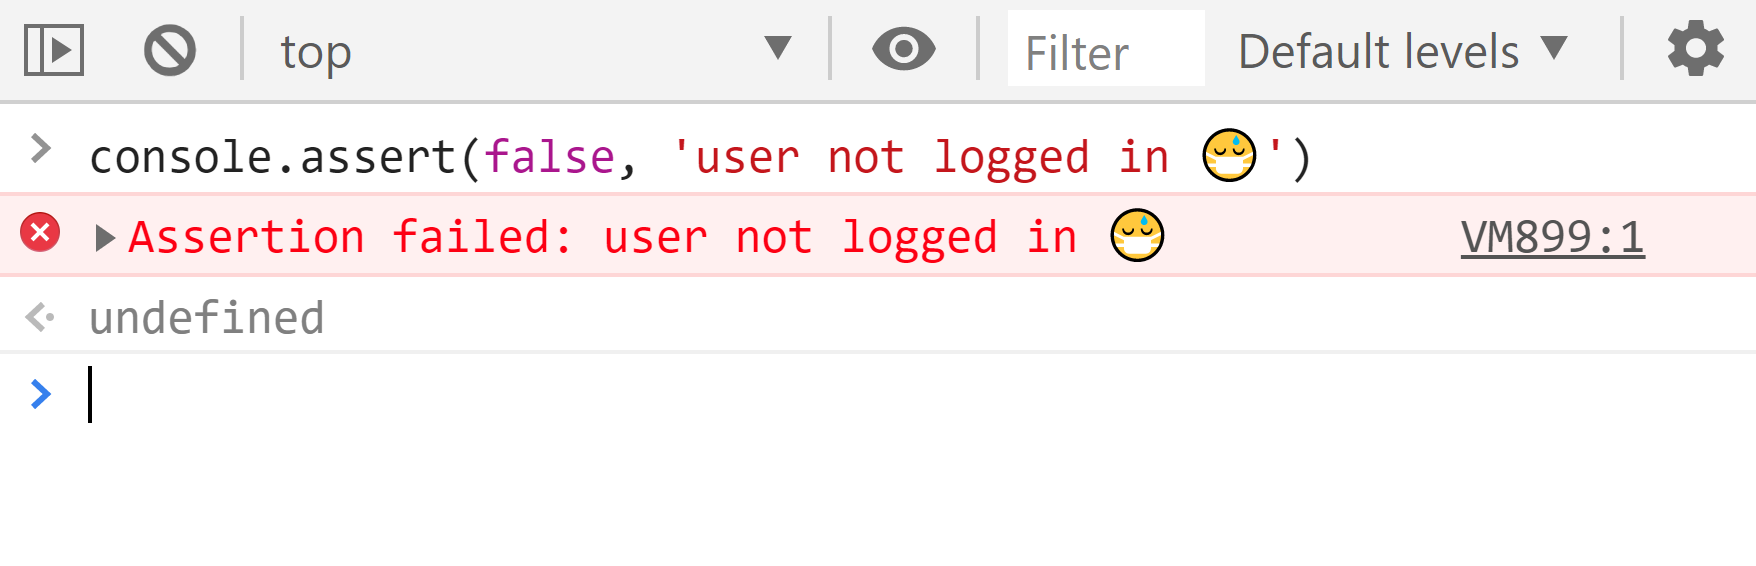 top Filter Default levels
console.assert(false, 'user not logged in 😷')
Assertion failed: user not logged in 😷 VM899:1
undefined